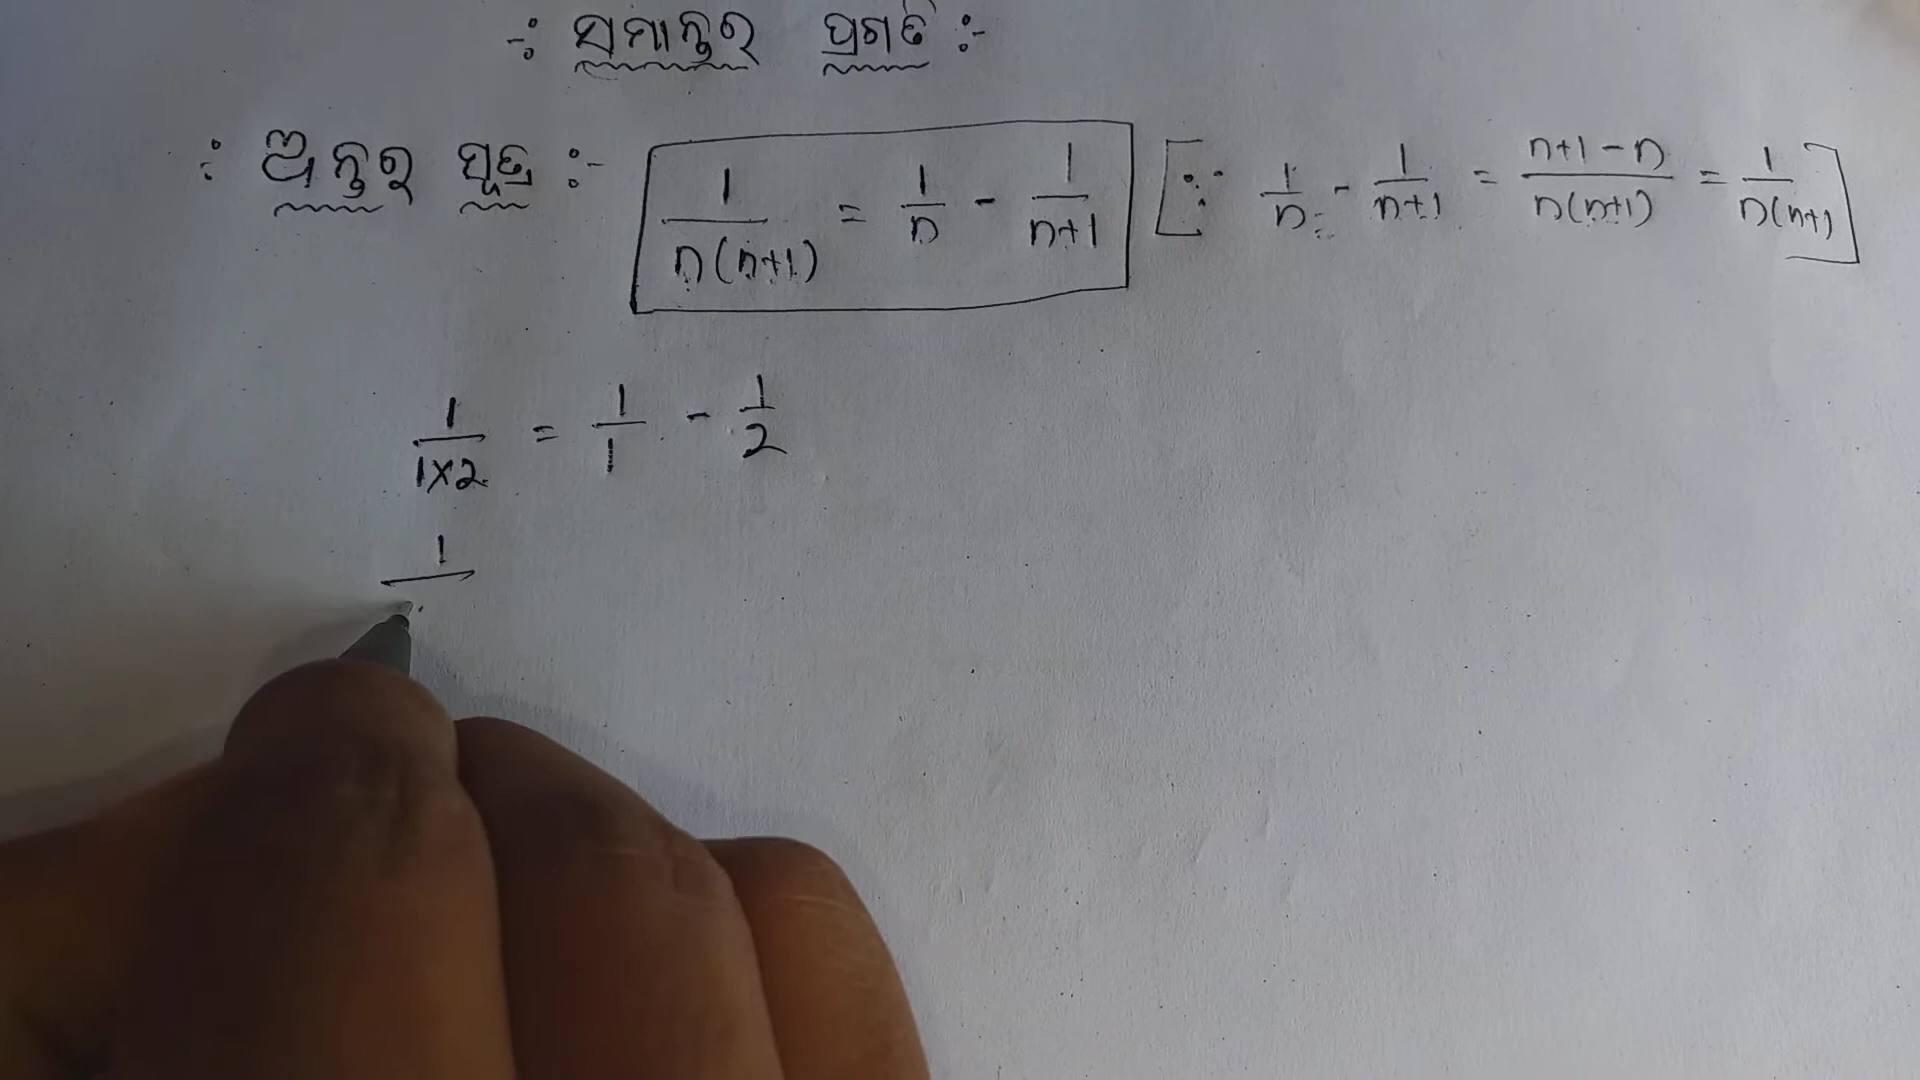 -: ସମାନ୍ତର ପ୍ରଗତି :-
: ଅନ୍ତର ସୂତ୍ର :- 1/n(n+1) = 1/n - 1/n+1 [∵ 1/n - 1/n+1 = n+1-n/n(n+1) = 1/n(n+1]
1/1×2 = 1/1 - 1/2
1/